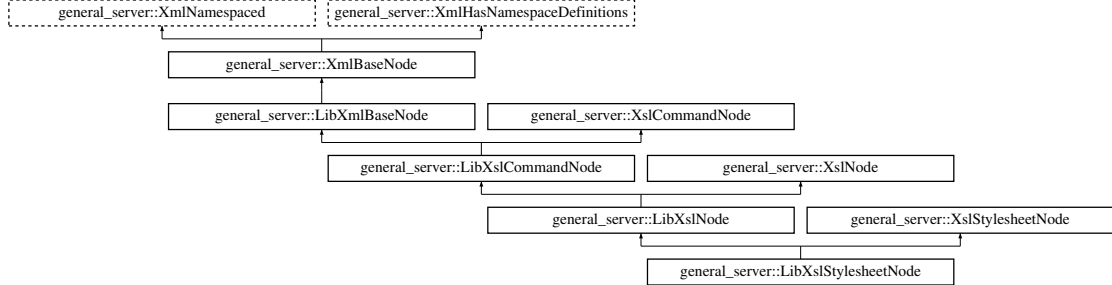 general_server::XmlNamespaced
general_server::XmlHasNamespaceDefinitions
general_server::XmlBaseNode
general_server::LibXmlBaseNode
general_server::XslCommandNode
general_server::LibXslCommandNode
general_server::XslNode
general_server::LibXslNode
general_server::XslStylesheetNode
general_server::LibXslStylesheetNode